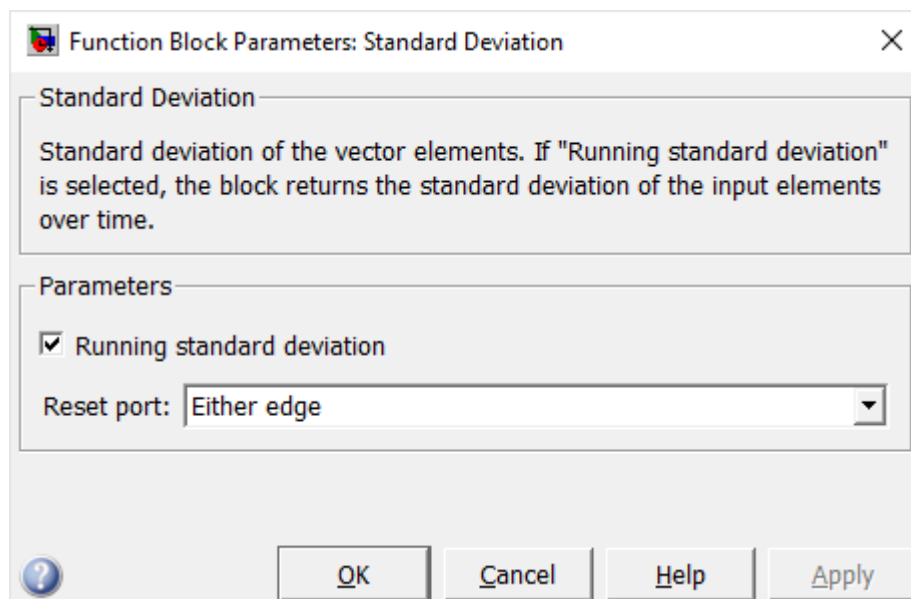 Function Block Parameters: Standard Deviation
Standard Deviation
Standard deviation of the vector elements. If "Running standard deviation"
is selected, the block returns the standard deviation of the input elements
over time.
Parameters
Running standard deviation
Reset port: Either edge
OK Cancel Help Apply